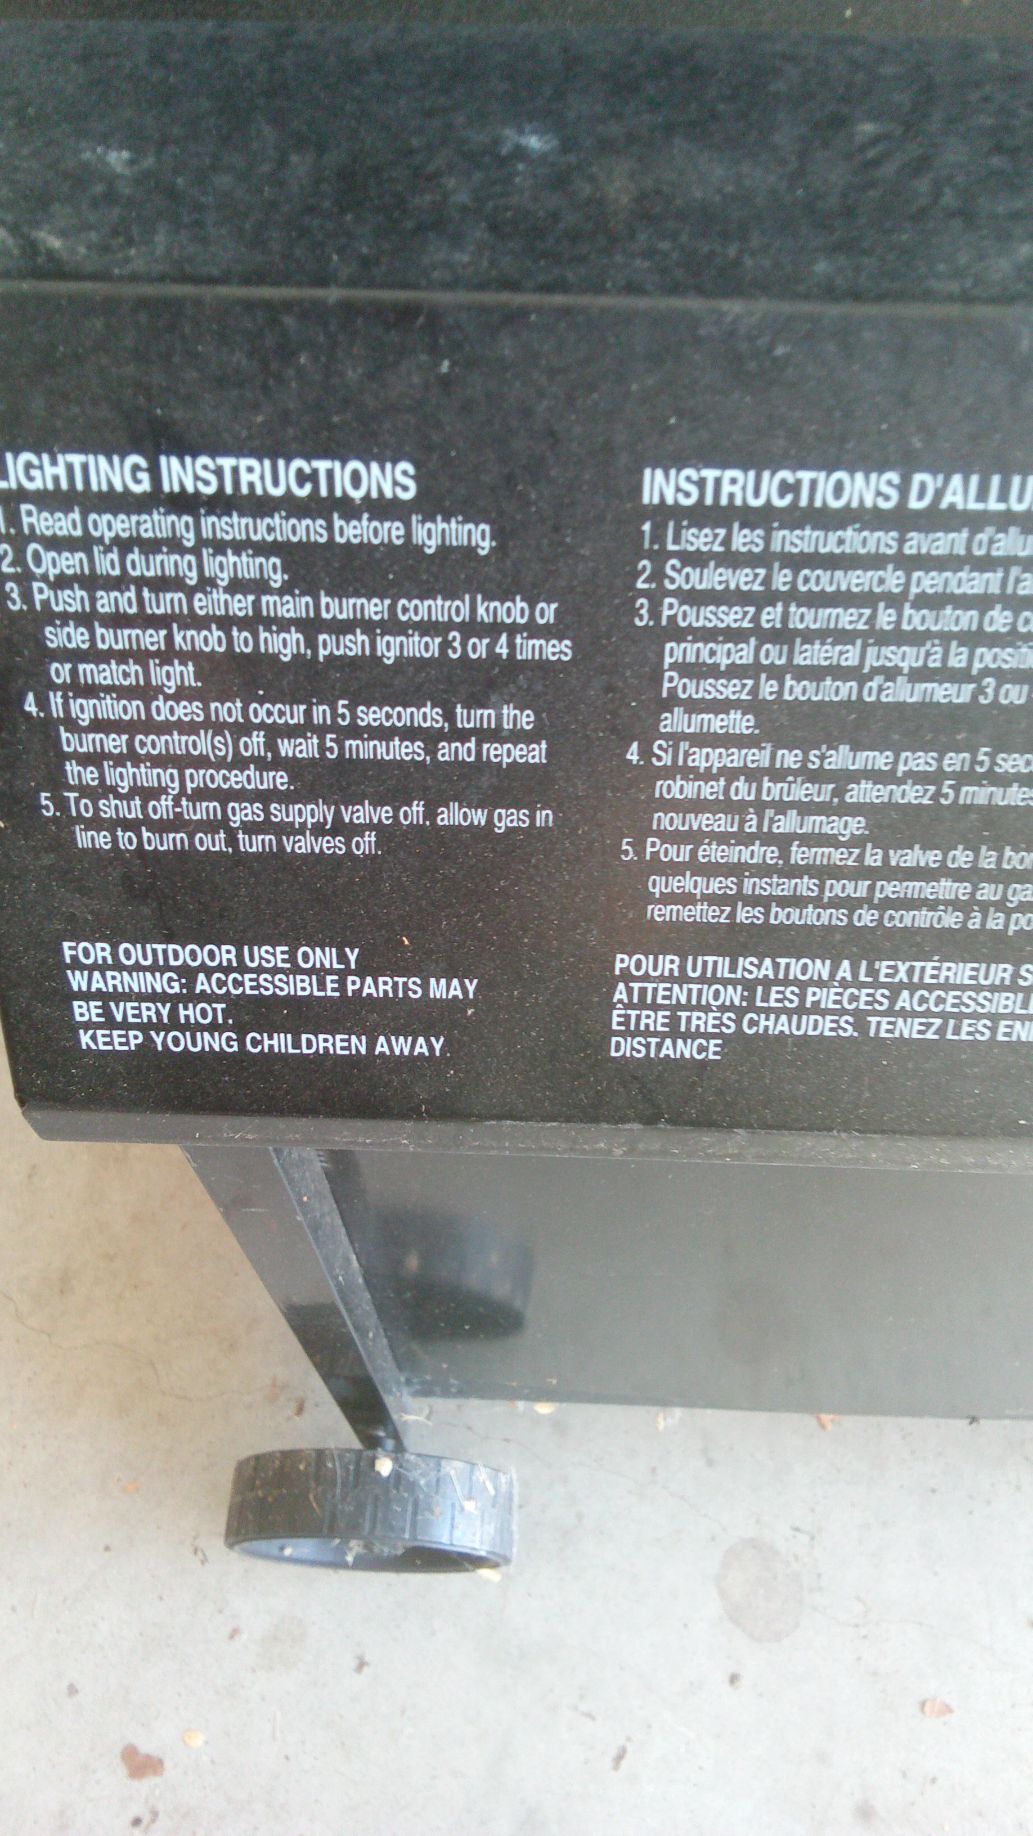 LIGHTING INSTRUCTIONS
1. Read operating instructions before lighting.
2. Open lid during lighting.
3. Push and turn either main burner control knob or
side burner knob to high, push ignitor 3 or 4 times
or match light.
4. If ignition does not occur in 5 seconds, turn the
burner control(s) off, wait 5 minutes, and repeat
the lighting procedure.
5. To shut off-turn gas supply valve off, allow gas in
line to burn out, turn valves off.
FOR OUTDOOR USE ONLY
WARNING: ACCESSIBLE PARTS MAY
BE VERY HOT.
KEEP YOUNG CHILDREN AWAY.
INSTRUCTIONS
1. Lisez les instructions avant
2. Soulevez le couvercle pendant
3. Poussez et tournez le bouton de
principal ou latéral jusqu'à la
Poussez le bouton d'allumeur 3 ou
allumette.
4. Si l'appareil ne s'allume pas en 5
robinet du brûleur, attendez 5 minutes
nouveau à l'allumage.
5. Pour éteindre, fermez la valve de la
quelques instants pour permettre au
remettez les boutons de contrôle à la
POUR UTILISATION A L'EXTÉRIEUR
ATTENTION: LES PIÈCES
ÊTRE TRÈS CHAUDES. TENEZ LES
DISTANCE